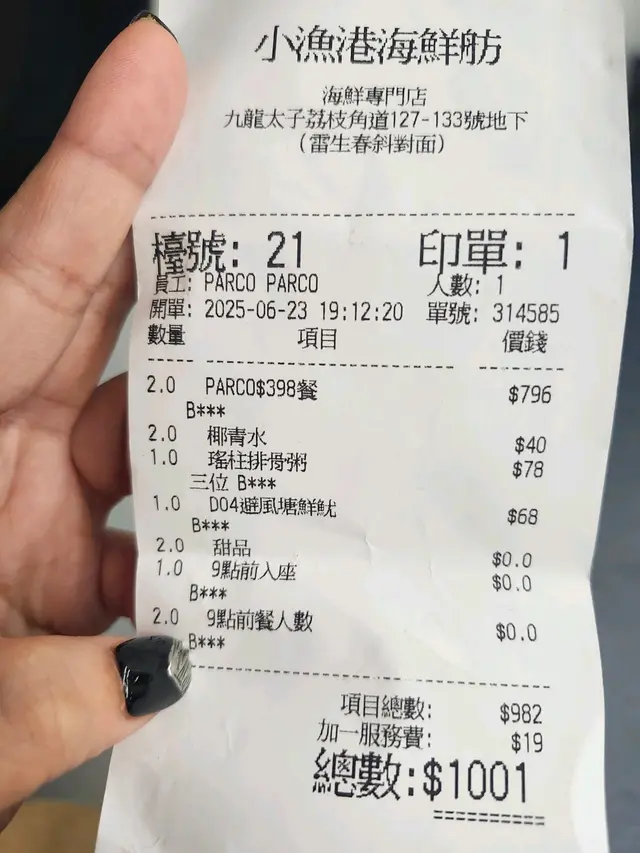 小漁港海鮮舫
海鮮專門店
九龍太子荔枝角道127-133號地下
(雷生春斜對面)
檯號: 21 印單: 1
員工: PARCO PARCO 人數: 1
開單: 2025-06-23 19:12:20 單號: 314585
數量 項目 價錢
2.0 PARCO$398餐 $796
B***
2.0 椰青水 $40
1.0 瑤柱排骨粥 $78
三位 B***
1.0 D04避風塘鮮魷 $68
B***
2.0 甜品 $0.0
1.0 9點前入座 $0.0
B***
2.0 9點前餐人數 $0.0
B***
項目總數: $982
加一服務費: $19
總數:$1001